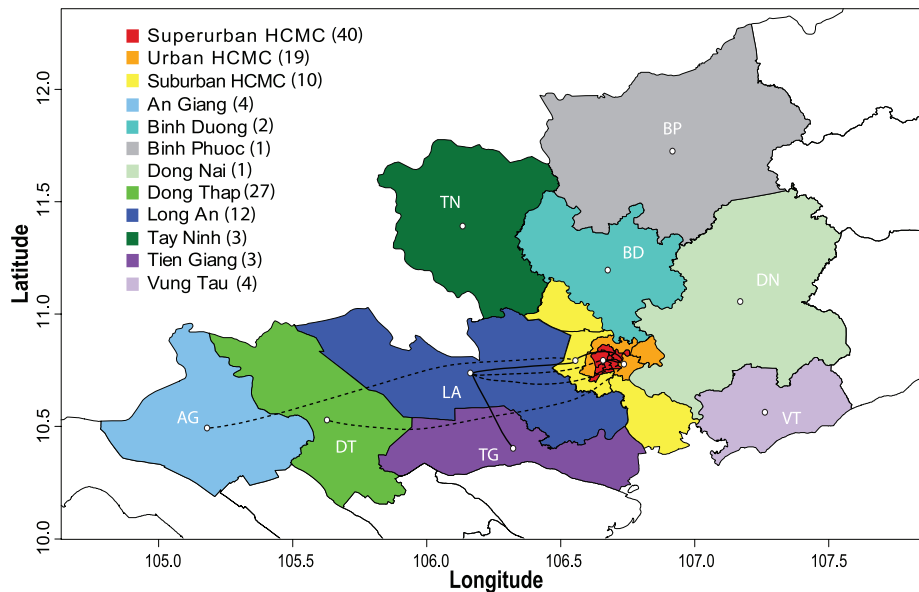 Superurban HCMC (40)
Urban HCMC (19)
Suburban HCMC (10)
An Giang (4)
Binh Duong (2)
Binh Phuoc (1)
Dong Nai (1)
Dong Thap (27)
Long An (12)
Tay Ninh (3)
Tien Giang (3)
Vung Tau (4)
Latitude
12.0
11.5
11.0
10.5
10.0
BP
TN
BD
DN
LA
AG
VT
DT
TG
105.0 105.5 106.0 106.5 107.0 107.5
Longitude